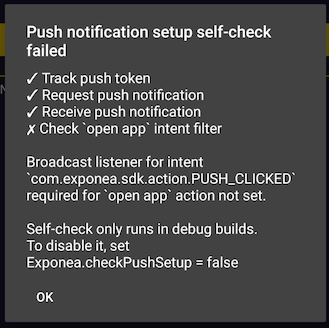 Push notification setup self-check
failed
✓ Track push token
✓ Request push notification
✓ Receive push notification
✗ Check `open app` intent filter
Broadcast listener for intent
`com.exponea.sdk.action.PUSH_CLICKED`
required for `open app` action not set.
Self-check only runs in debug builds.
To disable it, set
Exponea.checkPushSetup = false
OK